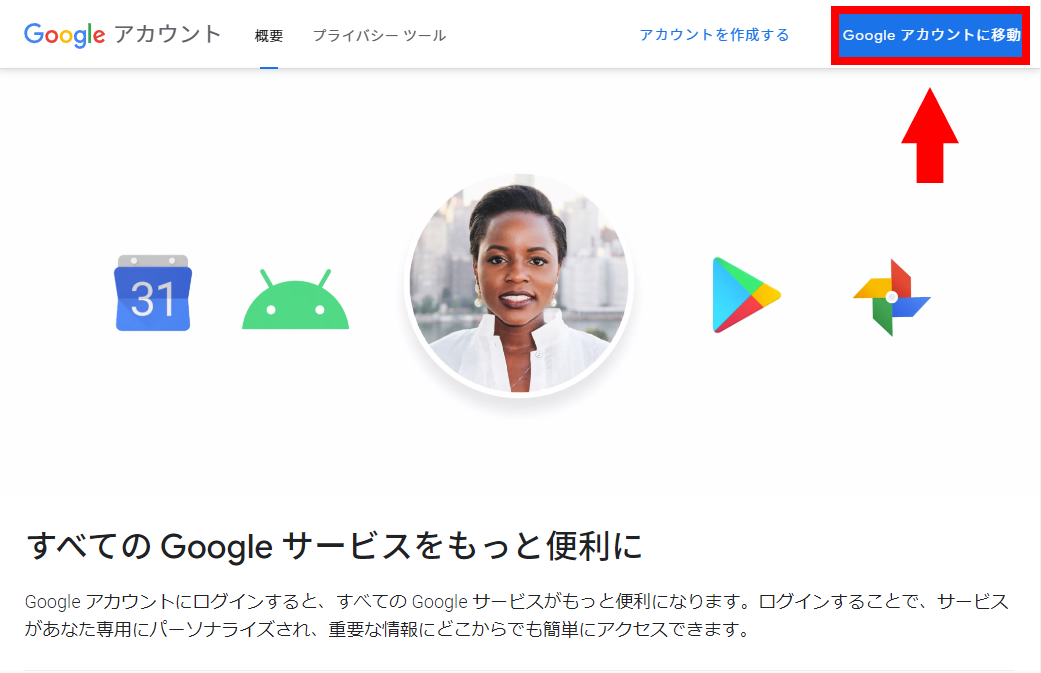 Google アカウント 概要 プライバシー ツール アカウントを作成する Google アカウントに移動
31
すべての Google サービスをもっと便利に
Google アカウントにログインすると、すべての Google サービスがもっと便利になります。ログインすることで、サービス
があなた専用にパーソナライズされ、重要な情報にどこからでも簡単にアクセスできます。